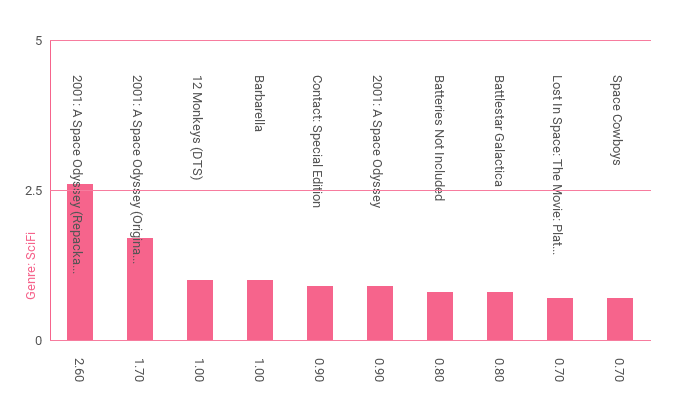 5
2.5
0
Genre: SciFi
2001: A Space Odyssey (Repacka...
2001: A Space Odyssey (Origina...
12 Monkeys (DTS)
Barbarella
Contact: Special Edition
2001: A Space Odyssey
Batteries Not Included
Battlestar Galactica
Lost In Space: The Movie: Plat...
Space Cowboys
2.60
1.70
1.00
1.00
0.90
0.90
0.80
0.80
0.70
0.70